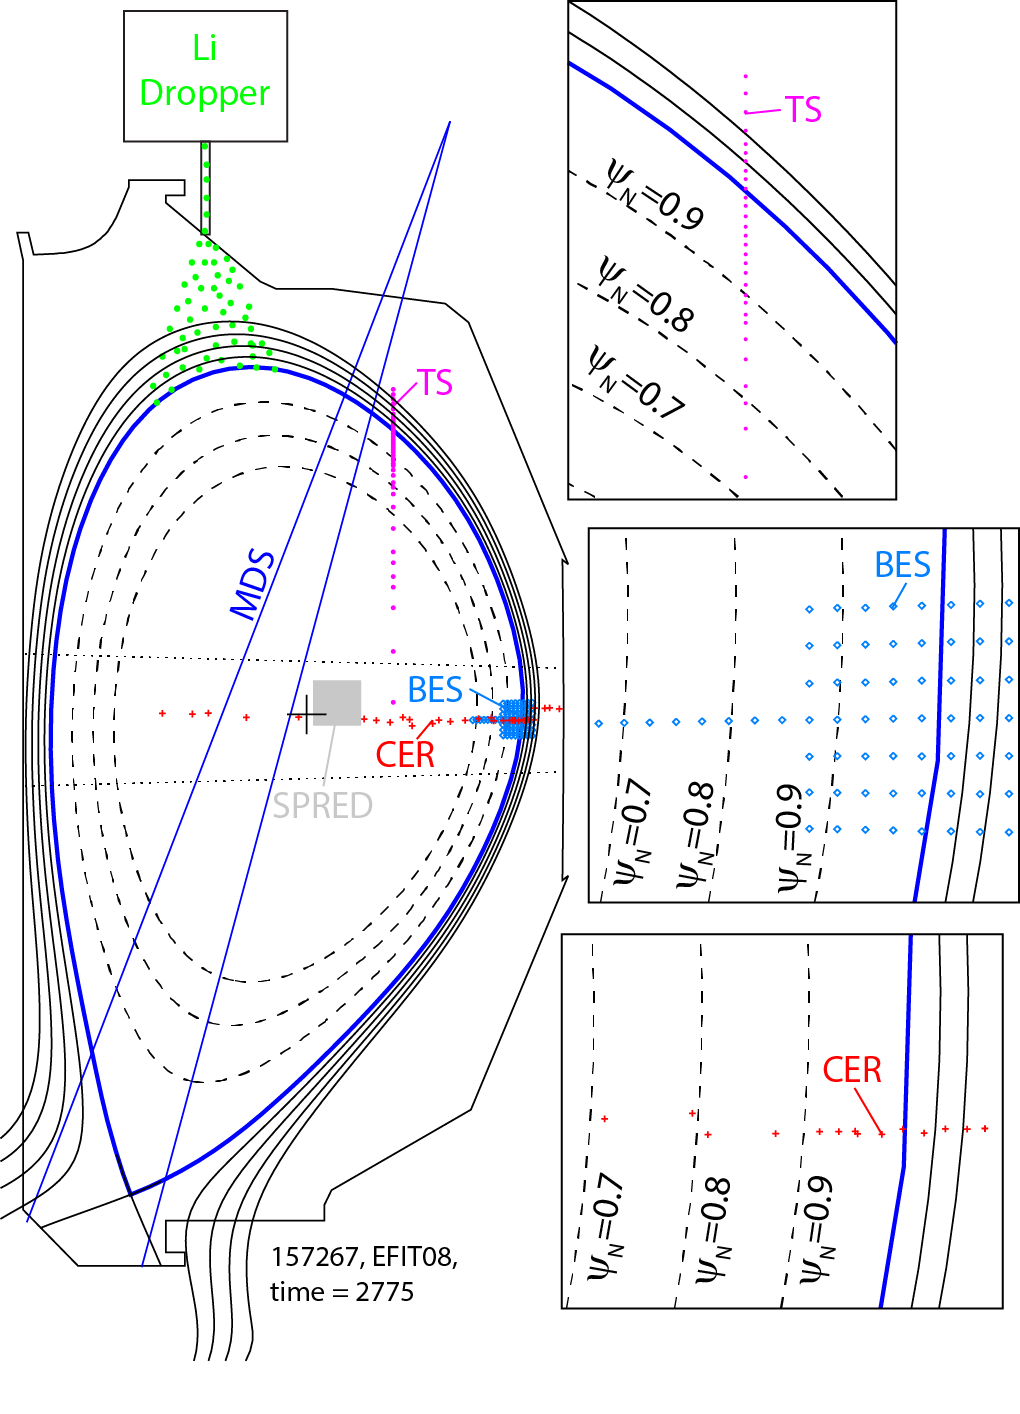 Li
Dropper
TS
MDS
BES
CER
SPRED
157267, EFIT08,
time = 2775
TS
ψN=0.9
ψN=0.8
ψN=0.7
BES
ψN=0.7
ψN=0.8
ψN=0.9
CER
ψN=0.7
ψN=0.8
ψN=0.9